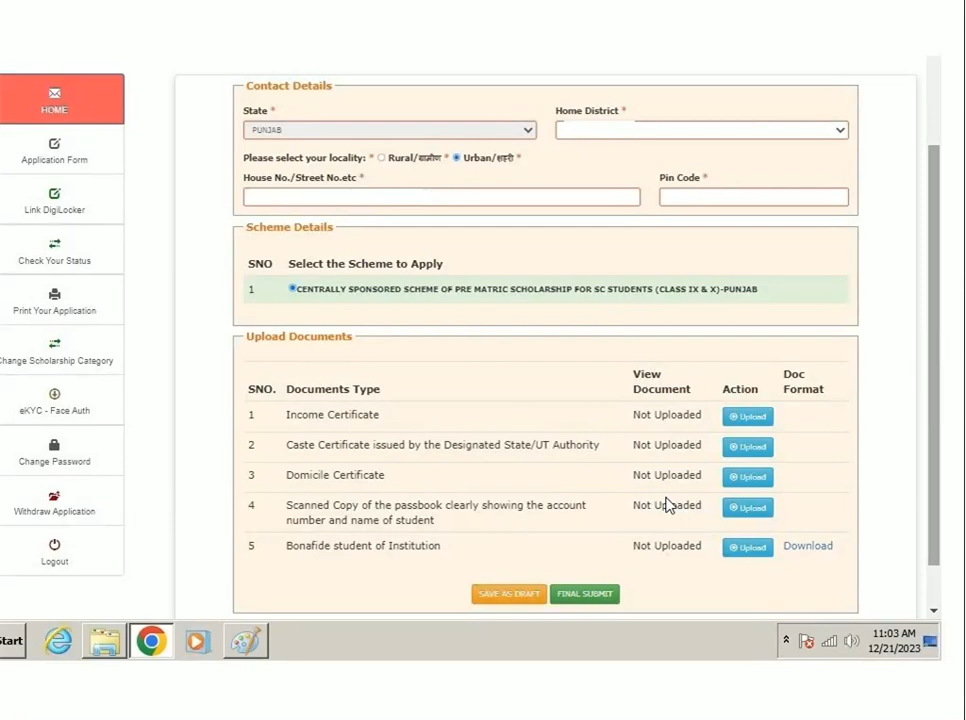 HOME
Application Form
Link DigiLocker
Check Your Status
Print Your Application
Change Scholarship Category
eKYC - Face Auth
Change Password
Withdraw Application
Logout
Contact Details
State * Home District *
PUNJAB
Please select your locality: * Rural/ग्रामीण * Urban/शहरी *
House No./Street No.etc * Pin Code *
Scheme Details
SNO Select the Scheme to Apply
1 CENTRALLY SPONSORED SCHEME OF PRE MATRIC SCHOLARSHIP FOR SC STUDENTS (CLASS IX & X)-PUNJAB
Upload Documents
View Doc
SNO. Documents Type Document Action Format
1 Income Certificate Not Uploaded Upload
2 Caste Certificate issued by the Designated State/UT Authority Not Uploaded Upload
3 Domicile Certificate Not Uploaded Upload
4 Scanned Copy of the passbook clearly showing the account Not Uploaded Upload
number and name of student
5 Bonafide student of Institution Not Uploaded Upload Download
SAVE AS DRAFT FINAL SUBMIT
Start 11:03 AM
12/21/2023